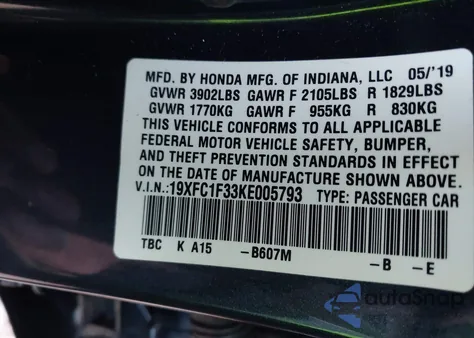 MFD. BY HONDA MFG. OF INDIANA, LLC 05/'19
GVWR 3902LBS GAWR F 2105LBS R 1829LBS
GVWR 1770KG GAWR F 955KG R 830KG
THIS VEHICLE CONFORMS TO ALL APPLICABLE
FEDERAL MOTOR VEHICLE SAFETY, BUMPER,
AND THEFT PREVENTION STANDARDS IN EFFECT
ON THE DATE OF MANUFACTURE SHOWN ABOVE.
V.I.N.:19XFC1F33KE005793 TYPE: PASSENGER CAR
TBC K A15 -B607M -B -E
autoSnap